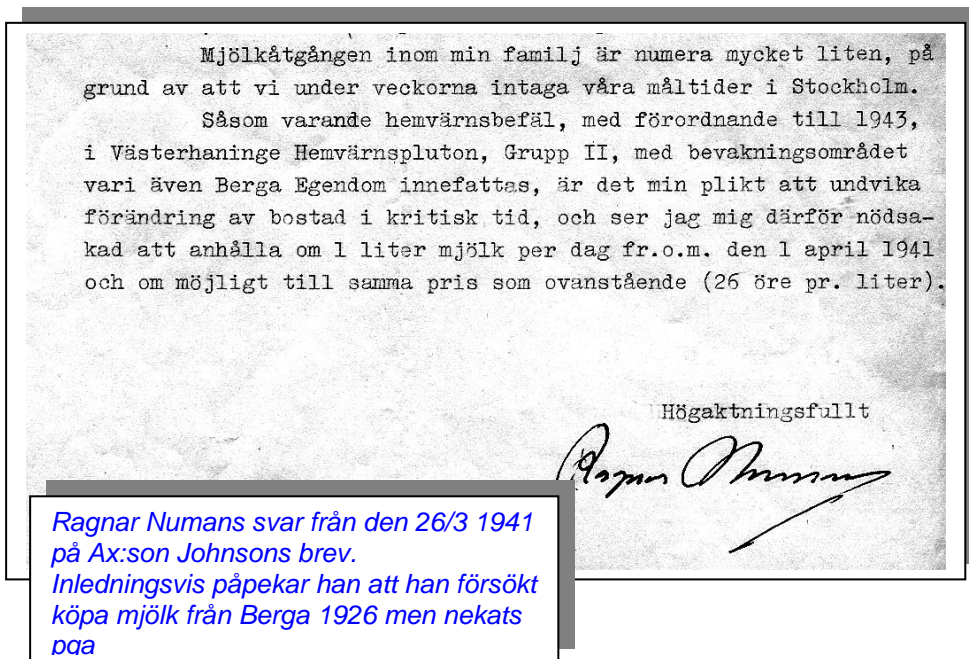 Mjölkåtgången inom min familj är numera mycket liten, på
grund av att vi under veckorna intaga våra måltider i Stockholm.
Såsom varande hemvärnsbefäl, med förordnande till 1943,
i Västerhaninge Hemvärnspluton, Grupp II, med bevakningsområdet
vari även Berga Egendom innefattas, är det min plikt att undvika
förändring av bostad i kritisk tid, och ser jag mig därför nödsa-
kad att anhålla om 1 liter mjölk per dag fr.o.m. den 1 april 1941
och om möjligt till samma pris som ovanstående (26 öre pr. liter).
Högaktningsfullt
Ragnar Numan
Ragnar Numans svar från den 26/3 1941
på Ax:son Johnsons brev.
Inledningsvis påpekar han att han försökt
köpa mjölk från Berga 1926 men nekats
pga